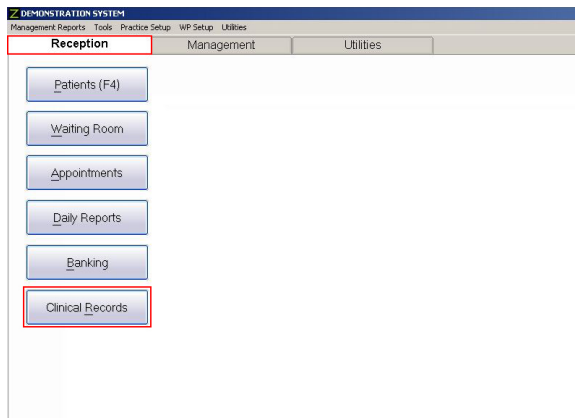 Z DEMONSTRATION SYSTEM
Management Reports Tools Practice Setup WP Setup Utilities
Reception Management Utilities
Patients (F4)
Waiting Room
Appointments
Daily Reports
Banking
Clinical Records